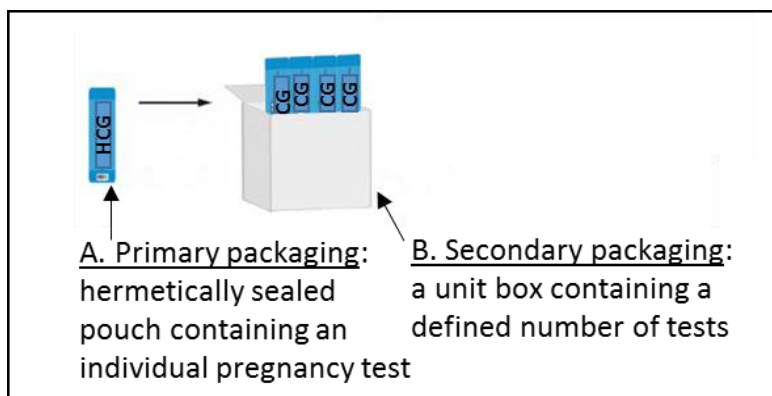 HCG
CG CG CG CG
A. Primary packaging:
hermetically sealed
pouch containing an
individual pregnancy test
B. Secondary packaging:
a unit box containing a
defined number of tests